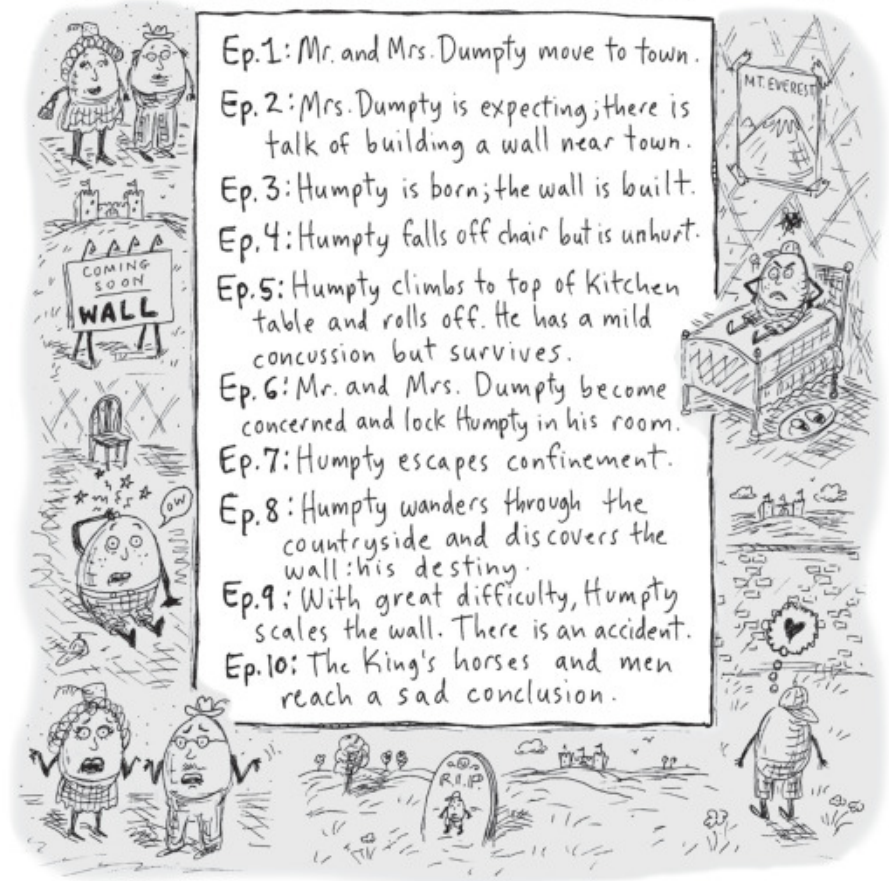 Ep.1: Mr. and Mrs. Dumpty move to town.
Ep. 2: Mrs. Dumpty is expecting; there is
talk of building a wall near town.
Ep.3: Humpty is born; the wall is built.
Ep.4: Humpty falls off chair but is unhurt.
Ep.5: Humpty climbs to top of kitchen
table and rolls off. He has a mild
concussion but survives.
Ep.6: Mr. and Mrs. Dumpty become
concerned and lock Humpty in his room.
Ep.7: Humpty escapes confinement.
Ep.8: Humpty wanders through the
countryside and discovers the
wall: his destiny.
Ep.9: With great difficulty, Humpty
scales the wall. There is an accident.
Ep.10: The King's horses and men
reach a sad conclusion.
COMING
SOON
WALL
OW
MT. EVEREST
R.I.P